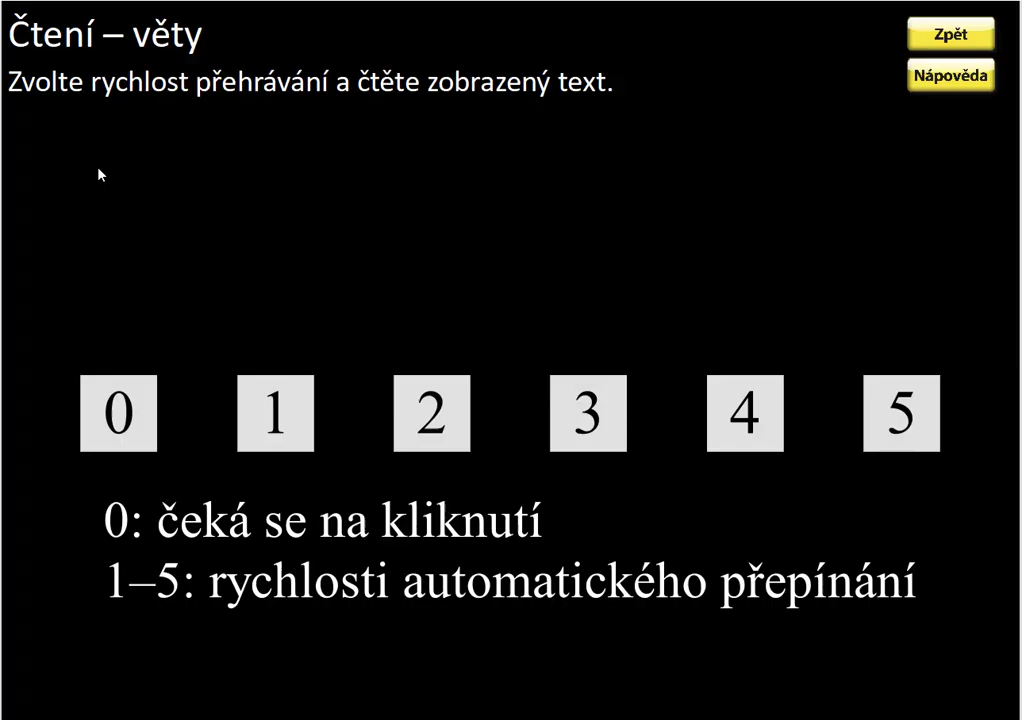 Čtení – věty
Zpět
Zvolte rychlost přehrávání a čtěte zobrazený text.
Nápověda
0 1 2 3 4 5
0: čeká se na kliknutí
1–5: rychlosti automatického přepínání